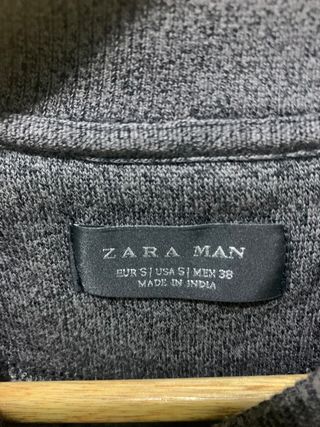 ZARA MAN
EUR S | USA S | MEX 38
MADE IN INDIA